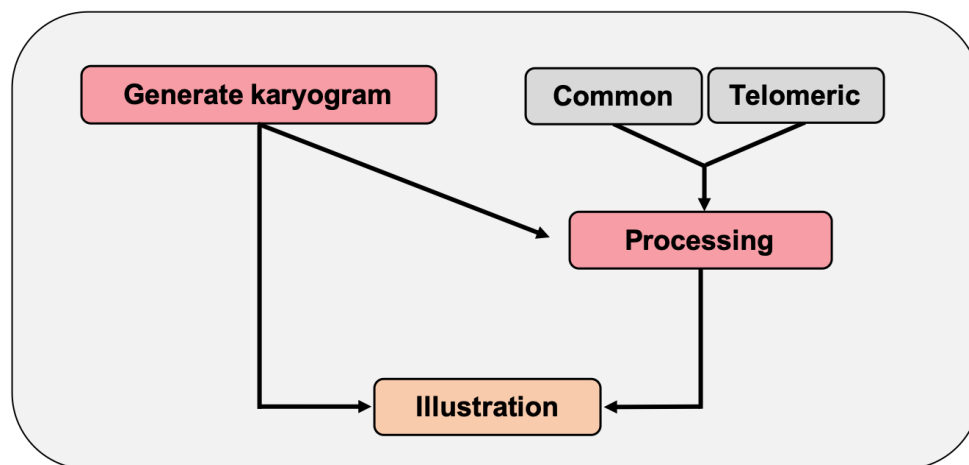 Generate karyogram
Common
Telomeric
Processing
Illustration